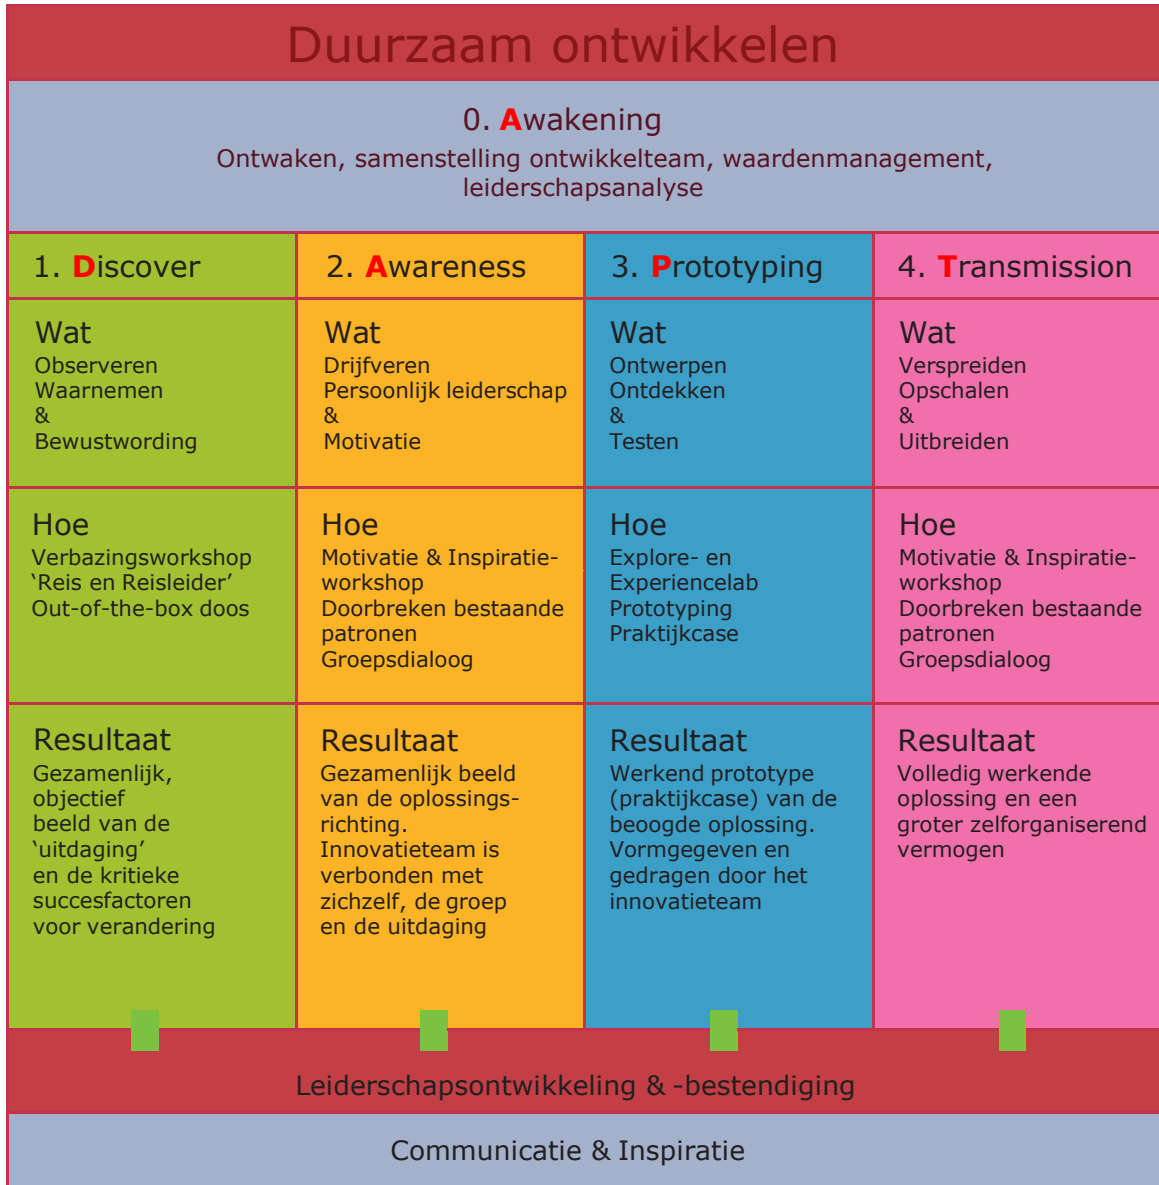 Duurzaam ontwikkelen
0. Awakening
Ontwaken, samenstelling ontwikkelteam, waardenmanagement,
leiderschapsanalyse
1. Discover
Wat
Observeren
Waarnemen
&
Bewustwording
Hoe
Verbazingsworkshop
‘Reis en Reisleider’
Out-of-the-box doos
Resultaat
Gezamenlijk,
objectief
beeld van de
‘uitdaging’
en de kritieke
succesfactoren
voor verandering
2. Awareness
Wat
Drijfveren
Persoonlijk leiderschap
&
Motivatie
Hoe
Motivatie & Inspiratie-
workshop
Doorbreken bestaande
patronen
Groepsdialoog
Resultaat
Gezamenlijk beeld
van de oplossings-
richting.
Innovatieteam is
verbonden met
zichzelf, de groep
en de uitdaging
3. Prototyping
Wat
Ontwerpen
Ontdekken
&
Testen
Hoe
Explore- en
Experiencelab
Prototyping
Praktijkcase
Resultaat
Werkend prototype
(praktijkcase) van de
beoogde oplossing.
Vormgegeven en
gedragen door het
innovatieteam
4. Transmission
Wat
Verspreiden
Opschalen
&
Uitbreiden
Hoe
Motivatie & Inspiratie-
workshop
Doorbreken bestaande
patronen
Groepsdialoog
Resultaat
Volledig werkende
oplossing en een
groter zelforganiserend
vermogen
Leiderschapsontwikkeling & -bestendiging
Communicatie & Inspiratie